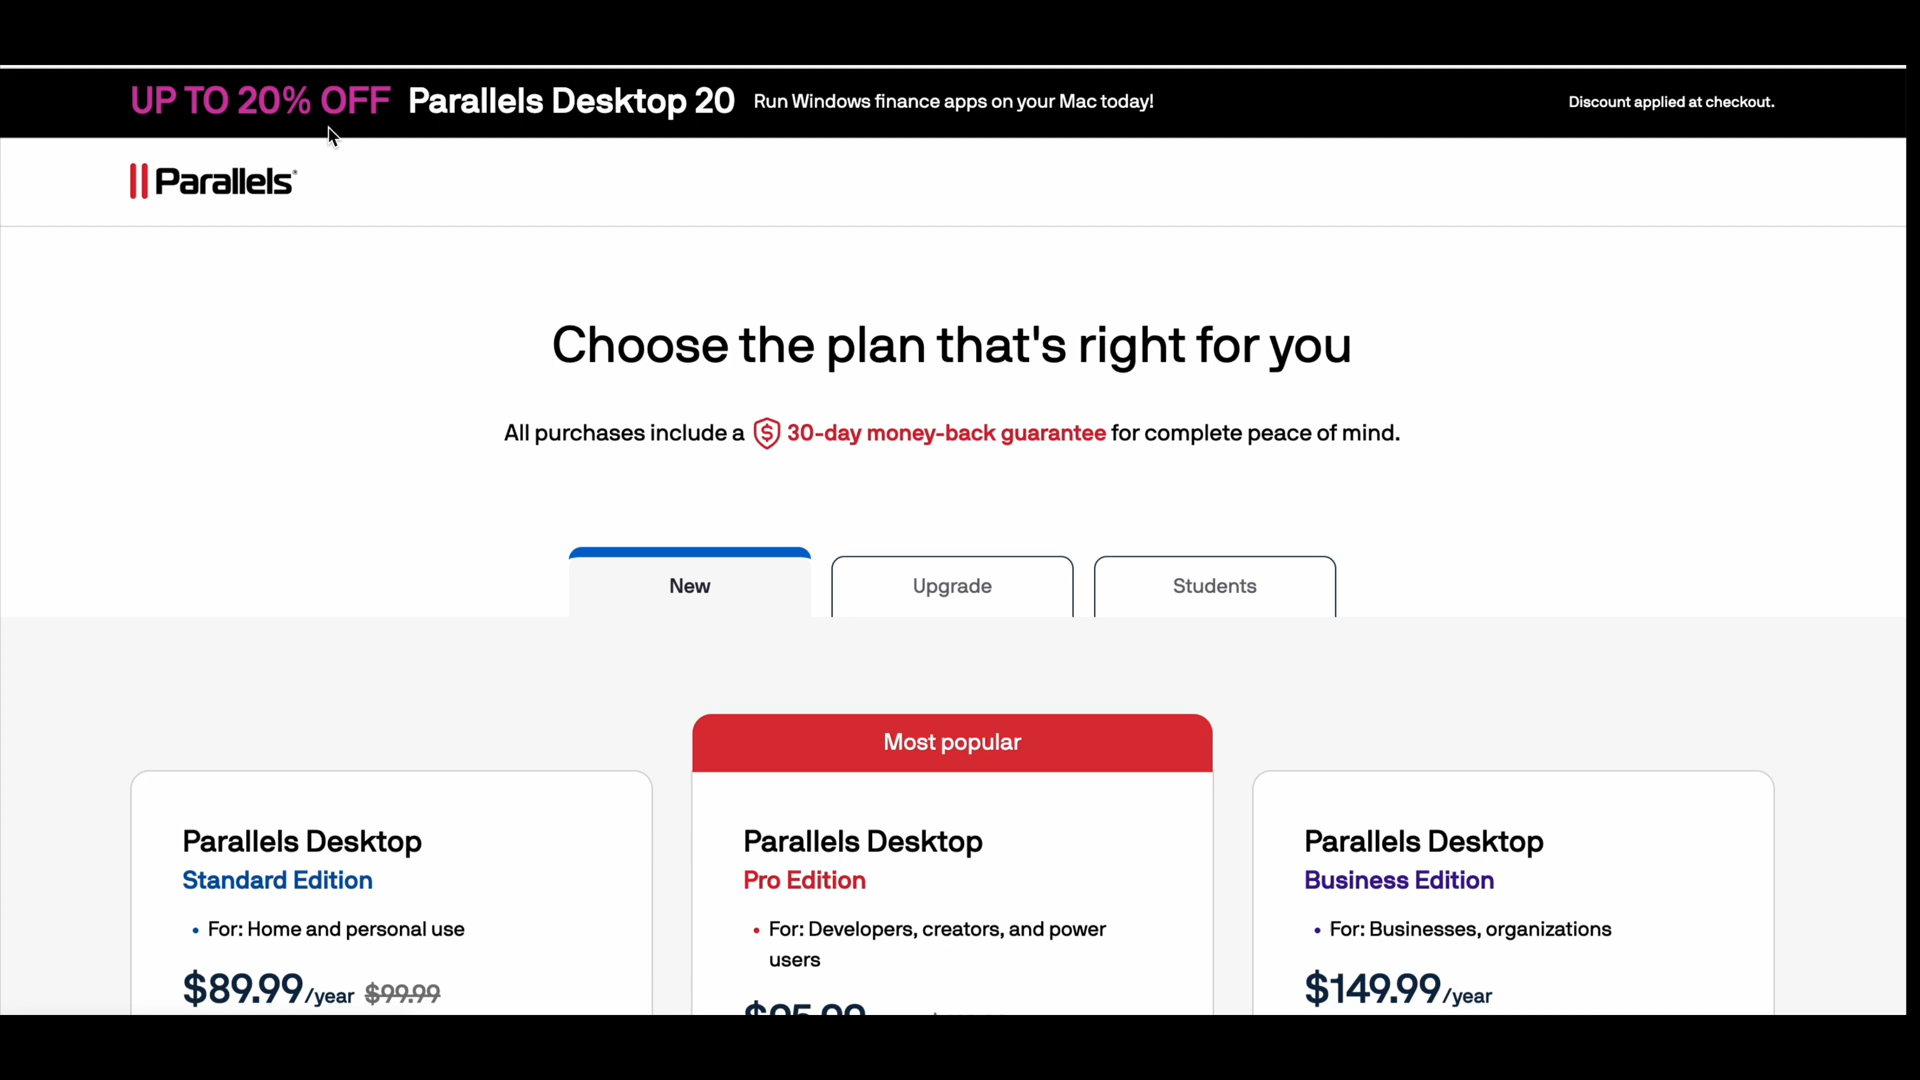 UP TO 20% OFF Parallels Desktop 20 Run Windows finance apps on your Mac today! Discount applied at checkout.
Parallels®
Choose the plan that's right for you
All purchases include a 30-day money-back guarantee for complete peace of mind.
New Upgrade Students
Most popular
Parallels Desktop
Standard Edition
• For: Home and personal use
$89.99/year $99.99
Parallels Desktop
Pro Edition
• For: Developers, creators, and power
users
Parallels Desktop
Business Edition
• For: Businesses, organizations
$149.99/year